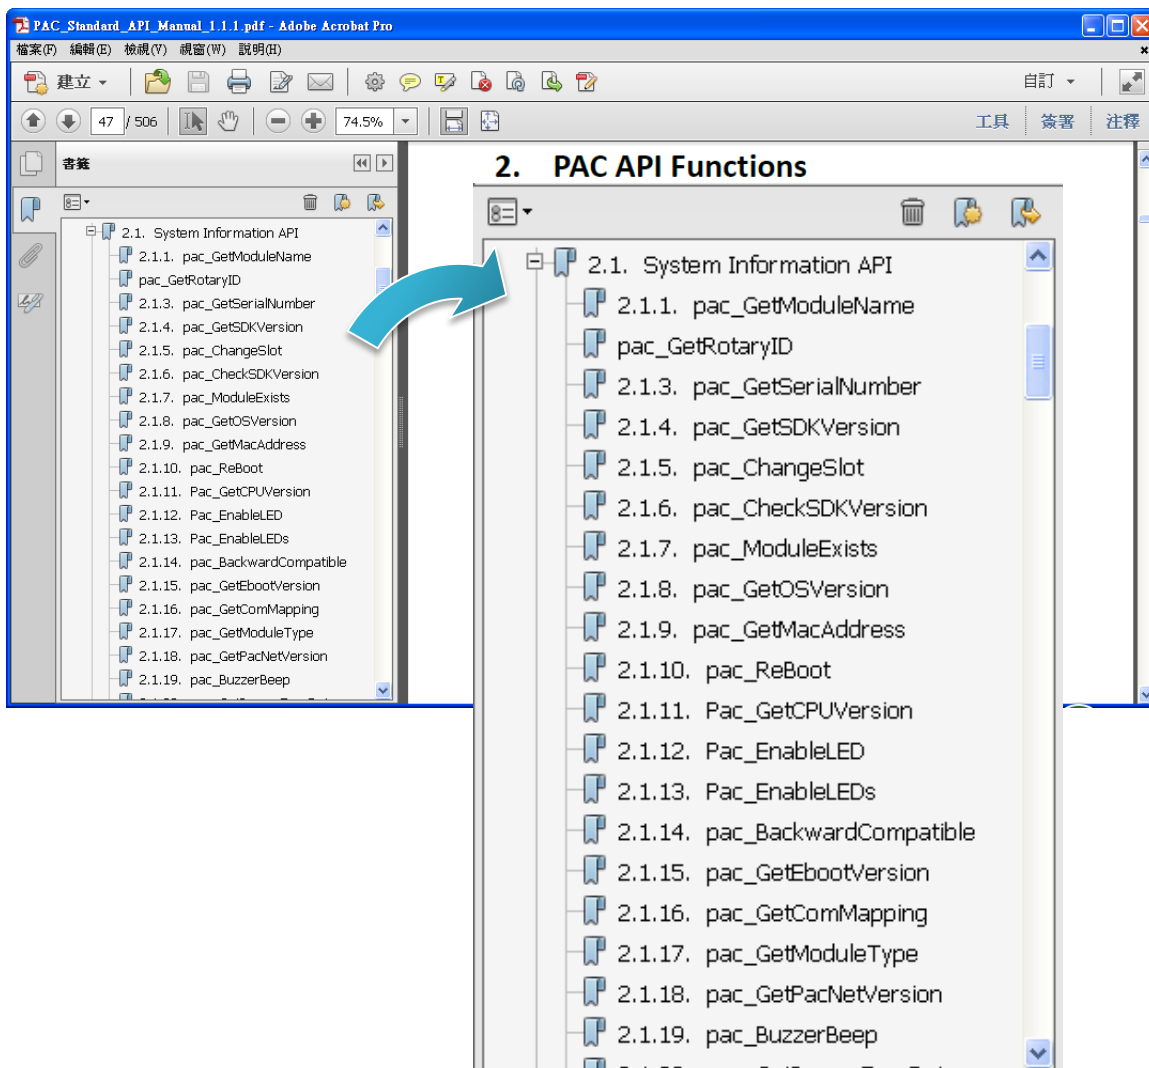 PAC_Standard_API_Manual_1.1.1.pdf - Adobe Acrobat Pro
檔案(F) 編輯(E) 檢視(V) 視窗(W) 說明(H)
建立
自訂
47 / 506
74.5%
工具 簽署 注釋
書籤
2.1. System Information API
2.1.1. pac_GetModuleName
pac_GetRotaryID
2.1.3. pac_GetSerialNumber
2.1.4. pac_GetSDKVersion
2.1.5. pac_ChangeSlot
2.1.6. pac_CheckSDKVersion
2.1.7. pac_ModuleExists
2.1.8. pac_GetOSVersion
2.1.9. pac_GetMacAddress
2.1.10. pac_ReBoot
2.1.11. Pac_GetCPUVersion
2.1.12. Pac_EnableLED
2.1.13. Pac_EnableLEDs
2.1.14. pac_BackwardCompatible
2.1.15. pac_GetEbootVersion
2.1.16. pac_GetComMapping
2.1.17. pac_GetModuleType
2.1.18. pac_GetPacNetVersion
2.1.19. pac_BuzzerBeep
2. PAC API Functions
2.1. System Information API
2.1.1. pac_GetModuleName
pac_GetRotaryID
2.1.3. pac_GetSerialNumber
2.1.4. pac_GetSDKVersion
2.1.5. pac_ChangeSlot
2.1.6. pac_CheckSDKVersion
2.1.7. pac_ModuleExists
2.1.8. pac_GetOSVersion
2.1.9. pac_GetMacAddress
2.1.10. pac_ReBoot
2.1.11. Pac_GetCPUVersion
2.1.12. Pac_EnableLED
2.1.13. Pac_EnableLEDs
2.1.14. pac_BackwardCompatible
2.1.15. pac_GetEbootVersion
2.1.16. pac_GetComMapping
2.1.17. pac_GetModuleType
2.1.18. pac_GetPacNetVersion
2.1.19. pac_BuzzerBeep